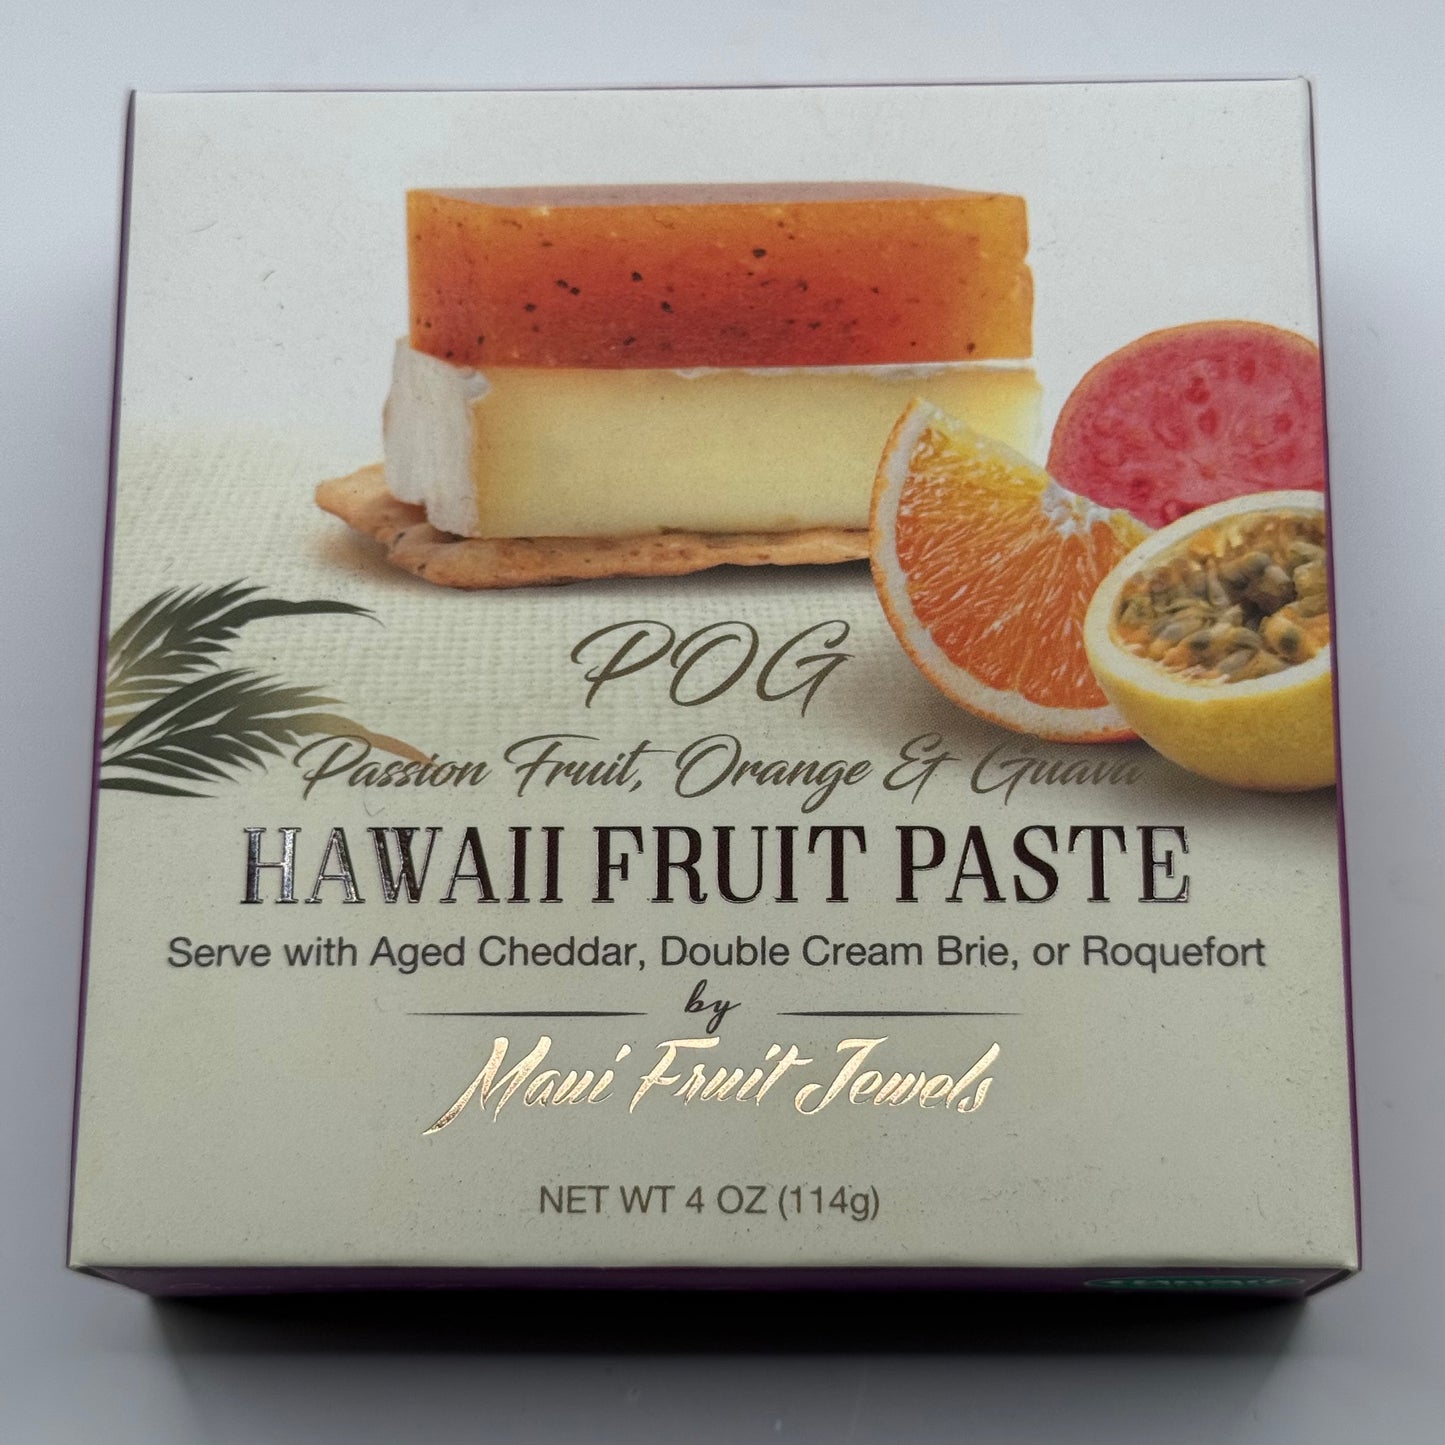 POG
Passion Fruit, Orange & Guava
HAWAII FRUIT PASTE
Serve with Aged Cheddar, Double Cream Brie, or Roquefort
by
Maui Fruit Jewels
NET WT 4 OZ (114g)